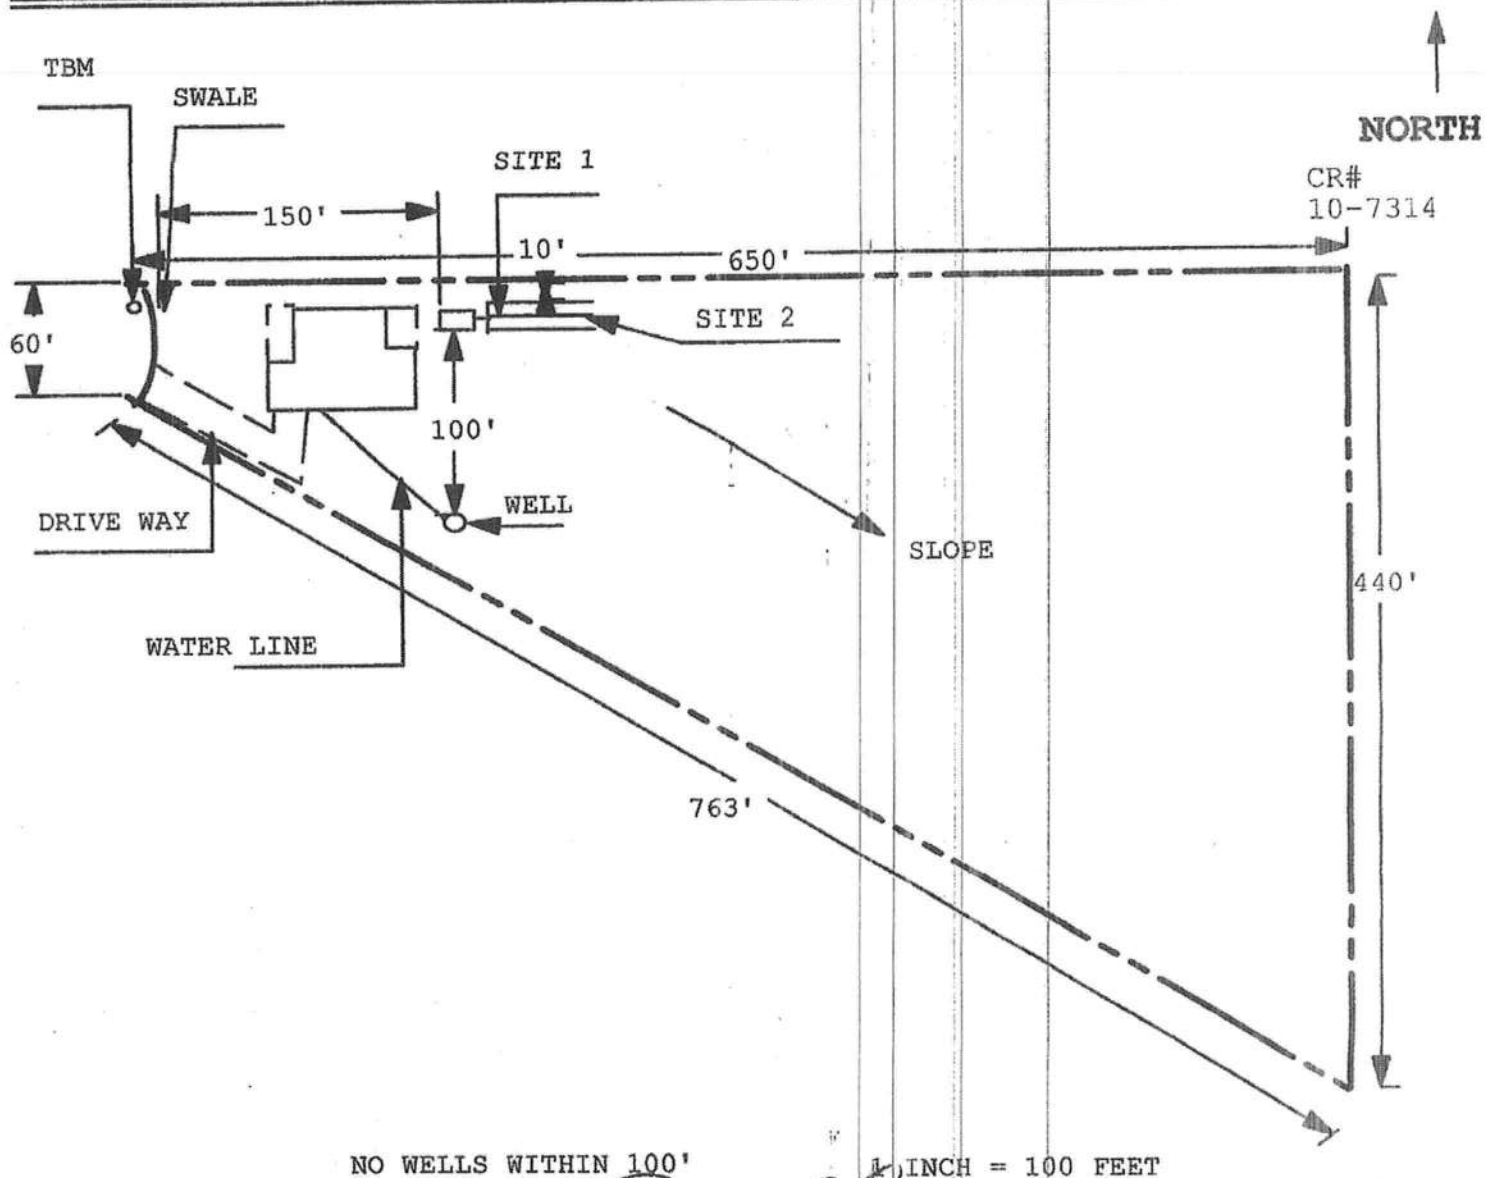 TBM
SWALE
NORTH
SITE 1
CR#
10-7314
150'
10'
650'
SITE 2
60'
100'
WELL
DRIVE WAY
SLOPE
440'
WATER LINE
763'
NO WELLS WITHIN 100'
1 INCH = 100 FEET